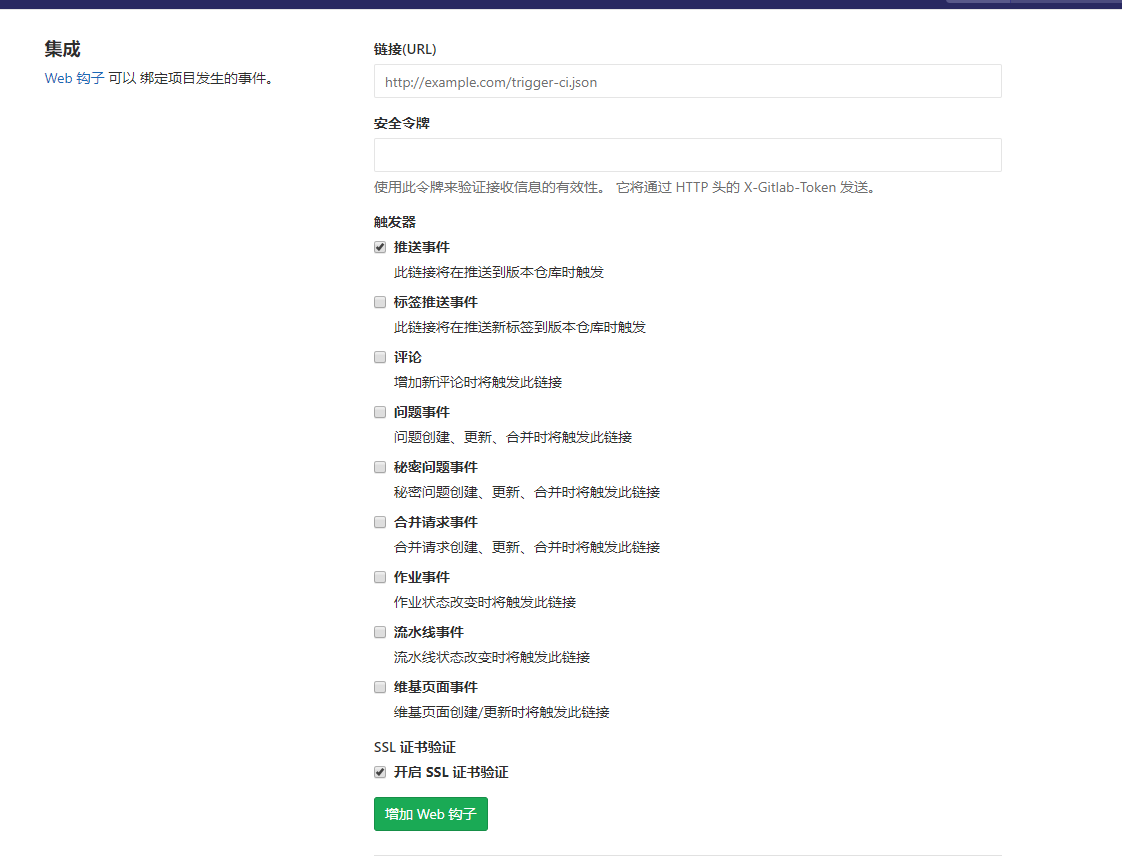 集成
Web 钩子 可以 绑定项目发生的事件。
链接(URL)
http://example.com/trigger-ci.json
安全令牌
使用此令牌来验证接收信息的有效性。 它将通过 HTTP 头的 X-Gitlab-Token 发送。
触发器
推送事件
此链接将在推送到版本仓库时触发
标签推送事件
此链接将在推送新标签到版本仓库时触发
评论
增加新评论时将触发此链接
问题事件
问题创建、更新、合并时将触发此链接
秘密问题事件
秘密问题创建、更新、合并时将触发此链接
合并请求事件
合并请求创建、更新、合并时将触发此链接
作业事件
作业状态改变时将触发此链接
流水线事件
流水线状态改变时将触发此链接
维基页面事件
维基页面创建/更新时将触发此链接
SSL 证书验证
开启 SSL 证书验证
增加 Web 钩子